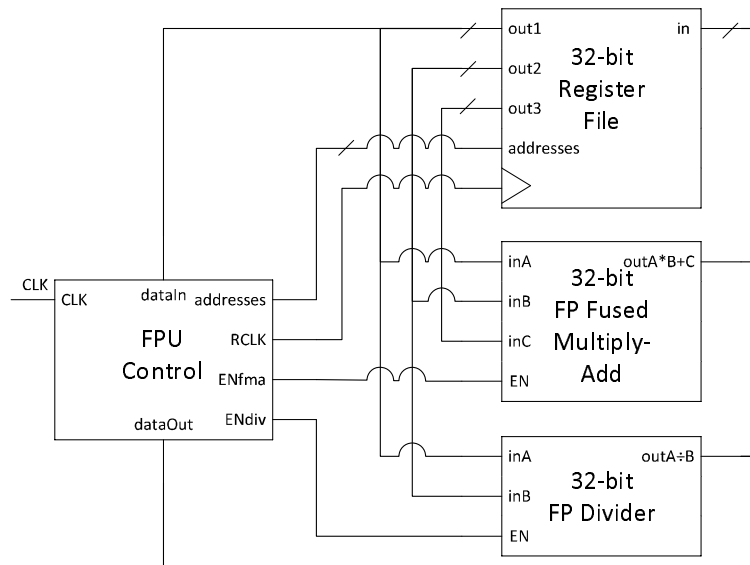 out1
in
32-bit
Register
File
out2
out3
addresses
CLK
CLK
dataIn
addresses
FPU
Control
RCLK
ENfma
ENdiv
dataOut
inA
outA*B+C
32-bit
FP Fused
Multiply-
Add
inB
inC
EN
inA
outA÷B
32-bit
FP Divider
inB
EN